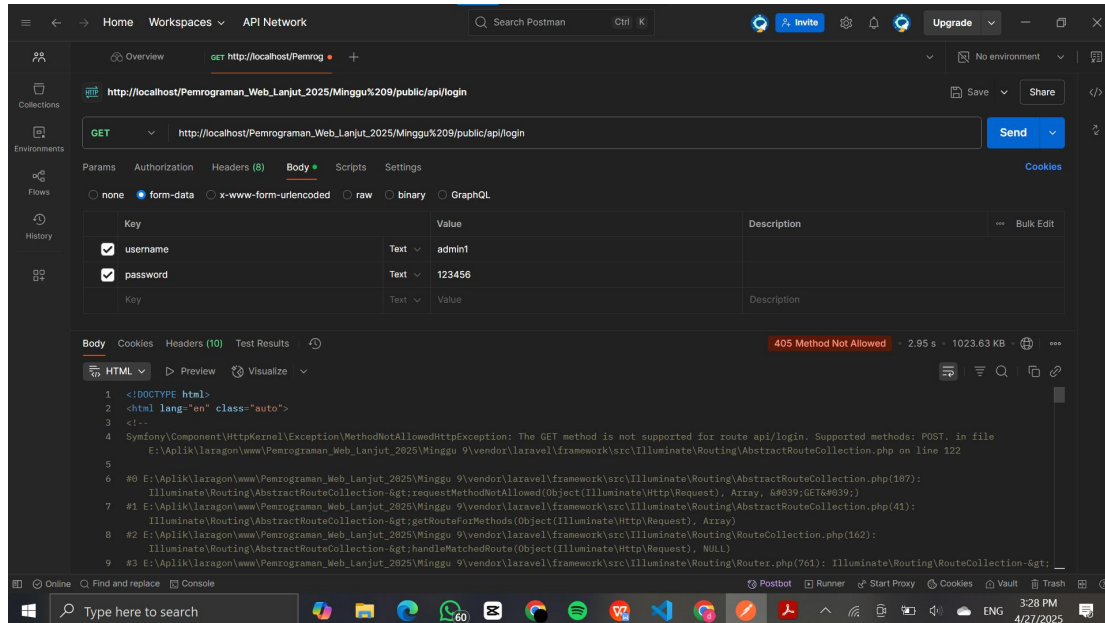 Home Workspaces API Network Search Postman Ctrl K Invite Upgrade
Overview GET http://localhost/Pemrog No environment
Collections
Environments
Flows
History
HTTP http://localhost/Pemrograman_Web_Lanjut_2025/Minggu%209/public/api/login Save Share
GET http://localhost/Pemrograman_Web_Lanjut_2025/Minggu%209/public/api/login Send
Params Authorization Headers (8) Body Scripts Settings Cookies
none form-data x-www-form-urlencoded raw binary GraphQL
Key Value Description Bulk Edit
username Text admin1
password Text 123456
Key Text Value Description
Body Cookies Headers (10) Test Results 405 Method Not Allowed 2.95 s 1023.63 KB
HTML Preview Visualize
1 <!DOCTYPE html>
2 <html lang="en" class="auto">
3 <!--
4 Symfony\Component\HttpKernel\Exception\MethodNotAllowedHttpException: The GET method is not supported for route api/login. Supported methods: POST. in file
E:\Aplik\laragon\www\Pemrograman_Web_Lanjut_2025\Minggu 9\vendor\laravel\framework\src\Illuminate\Routing\AbstractRouteCollection.php on line 122
5
6 #0 E:\Aplik\laragon\www\Pemrograman_Web_Lanjut_2025\Minggu 9\vendor\laravel\framework\src\Illuminate\Routing\AbstractRouteCollection.php(107):
Illuminate\Routing\AbstractRouteCollection-&gt;requestMethodNotAllowed(Object(Illuminate\Http\Request), Array, &#039;GET&#039;)
7 #1 E:\Aplik\laragon\www\Pemrograman_Web_Lanjut_2025\Minggu 9\vendor\laravel\framework\src\Illuminate\Routing\AbstractRouteCollection.php(41):
Illuminate\Routing\AbstractRouteCollection-&gt;getRouteForMethods(Object(Illuminate\Http\Request), Array)
8 #2 E:\Aplik\laragon\www\Pemrograman_Web_Lanjut_2025\Minggu 9\vendor\laravel\framework\src\Illuminate\Routing\RouteCollection.php(162):
Illuminate\Routing\AbstractRouteCollection-&gt;handleMatchedRoute(Object(Illuminate\Http\Request), NULL)
9 #3 E:\Aplik\laragon\www\Pemrograman_Web_Lanjut_2025\Minggu 9\vendor\laravel\framework\src\Illuminate\Routing\Router.php(761): Illuminate\Routing\RouteCollection-&gt;
Online Find and replace Console Postbot Runner Start Proxy Cookies Vault Trash
Type here to search 60 ENG 3:28 PM
4/27/2025